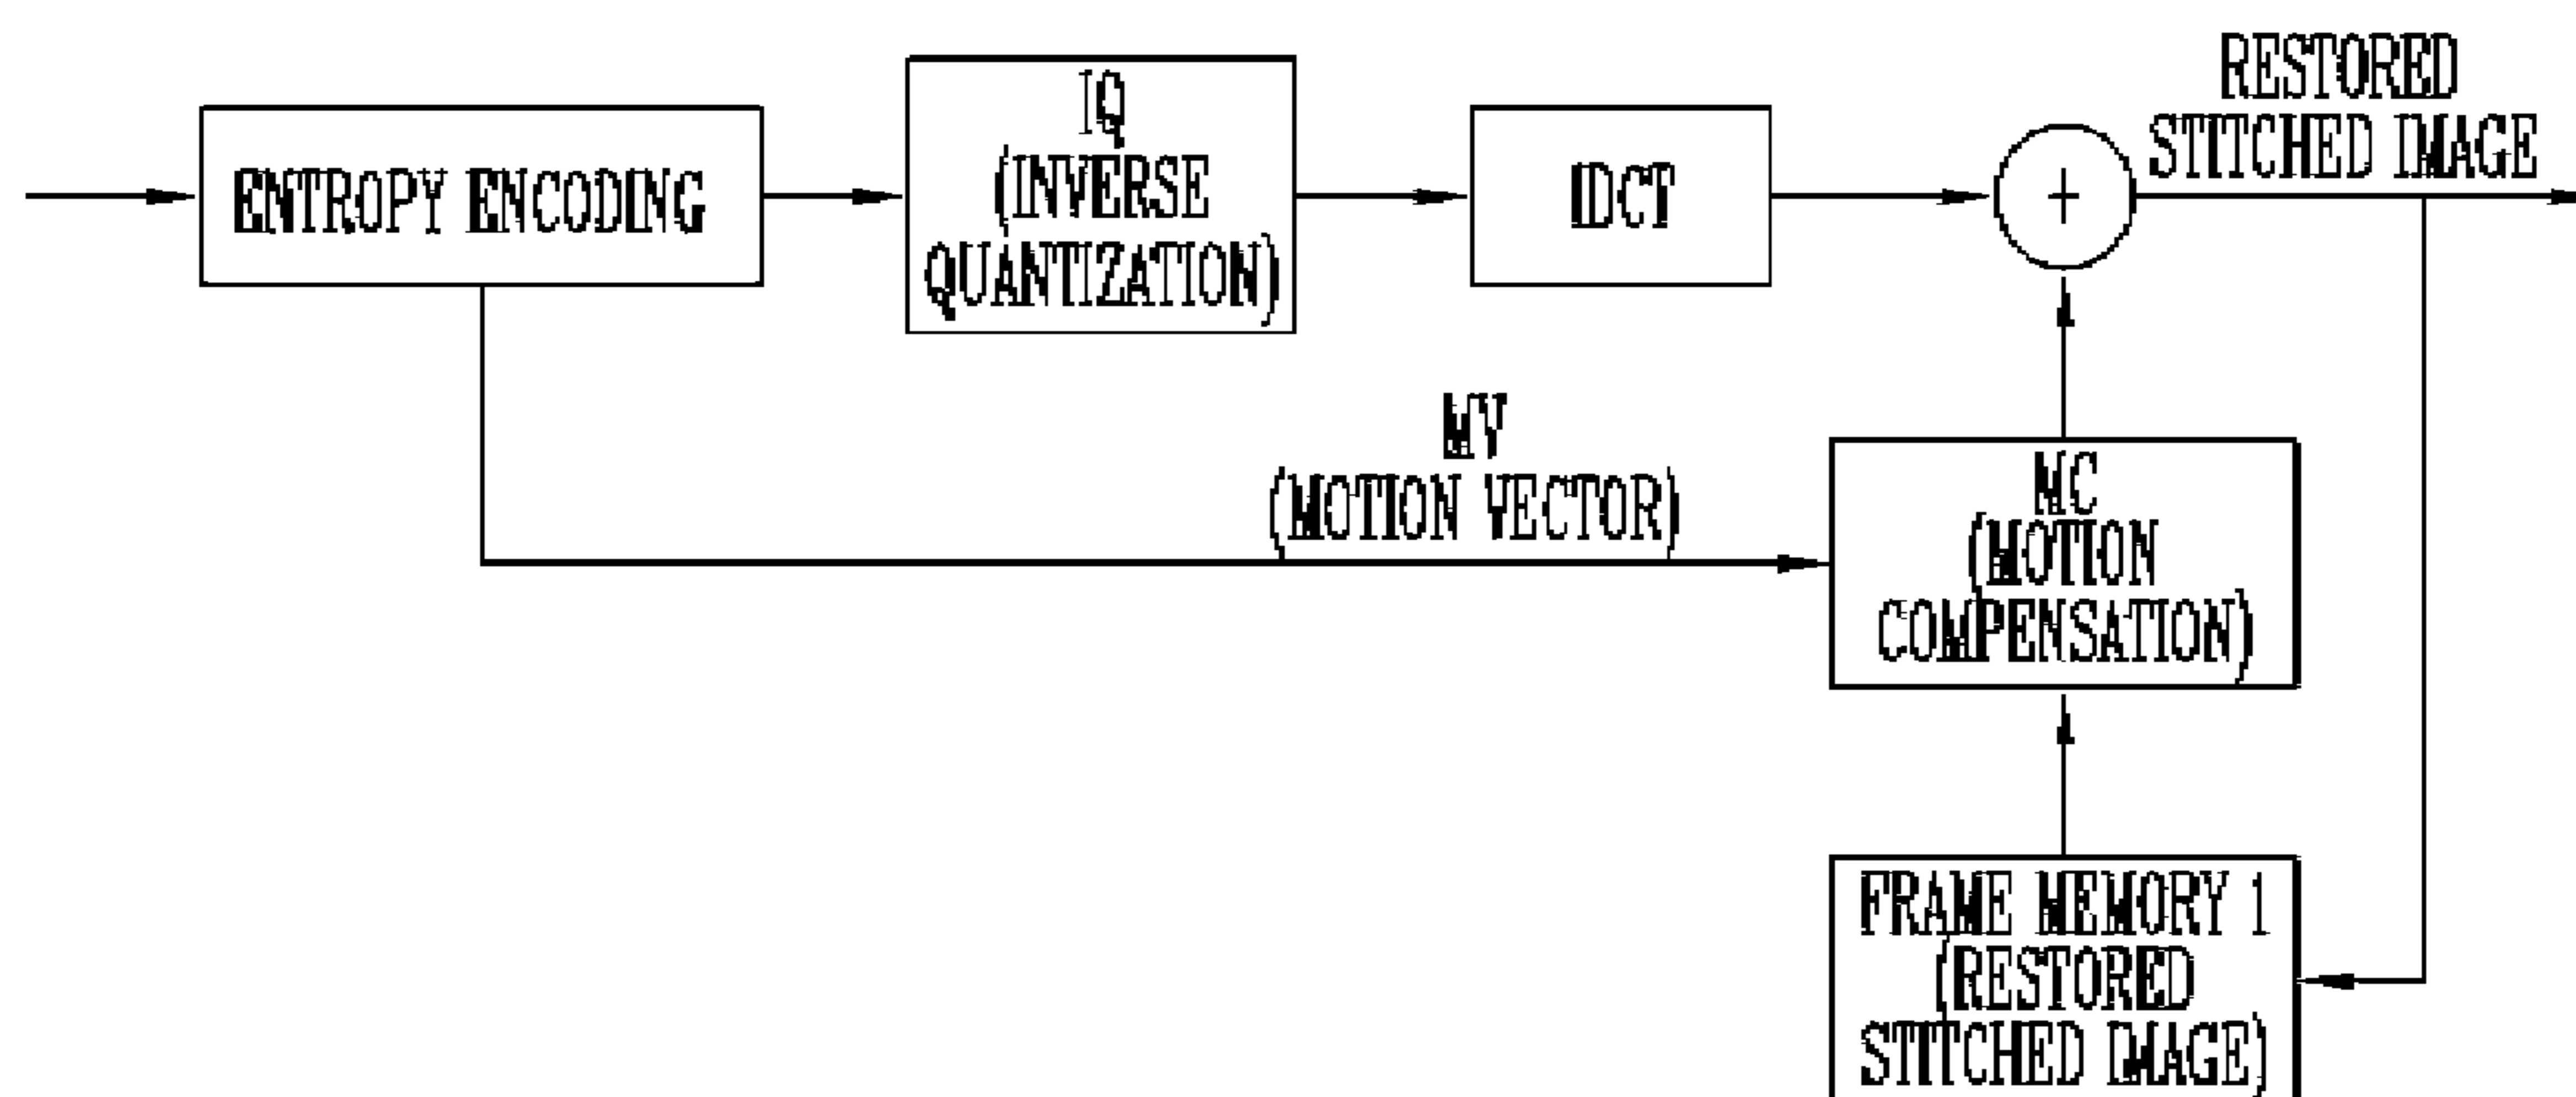 ENTROPY ENCODING
IQ
(INVERSE
QUANTIZATION)
IDCT
+
RESTORED
STITCHED IMAGE
MV
(MOTION VECTOR)
MC
(MOTION
COMPENSATION)
FRAME MEMORY 1
(RESTORED
STITCHED IMAGE)